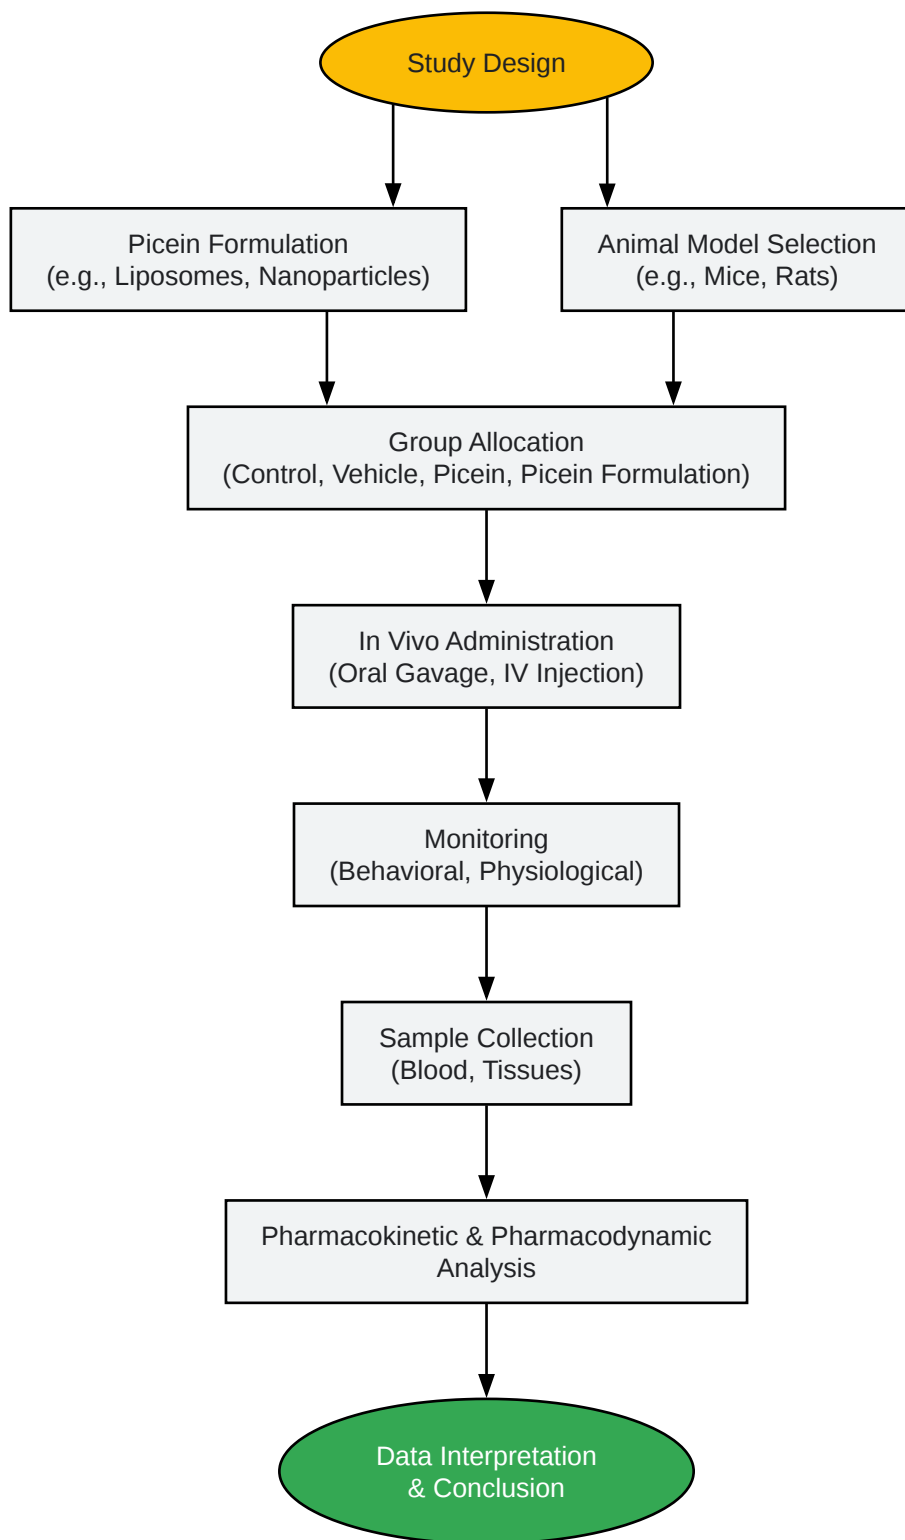 Study Design
Picein Formulation
(e.g., Liposomes, Nanoparticles)
Animal Model Selection
(e.g., Mice, Rats)
Group Allocation
(Control, Vehicle, Picein, Picein Formulation)
In Vivo Administration
(Oral Gavage, IV Injection)
Monitoring
(Behavioral, Physiological)
Sample Collection
(Blood, Tissues)
Pharmacokinetic & Pharmacodynamic
Analysis
Data Interpretation
& Conclusion